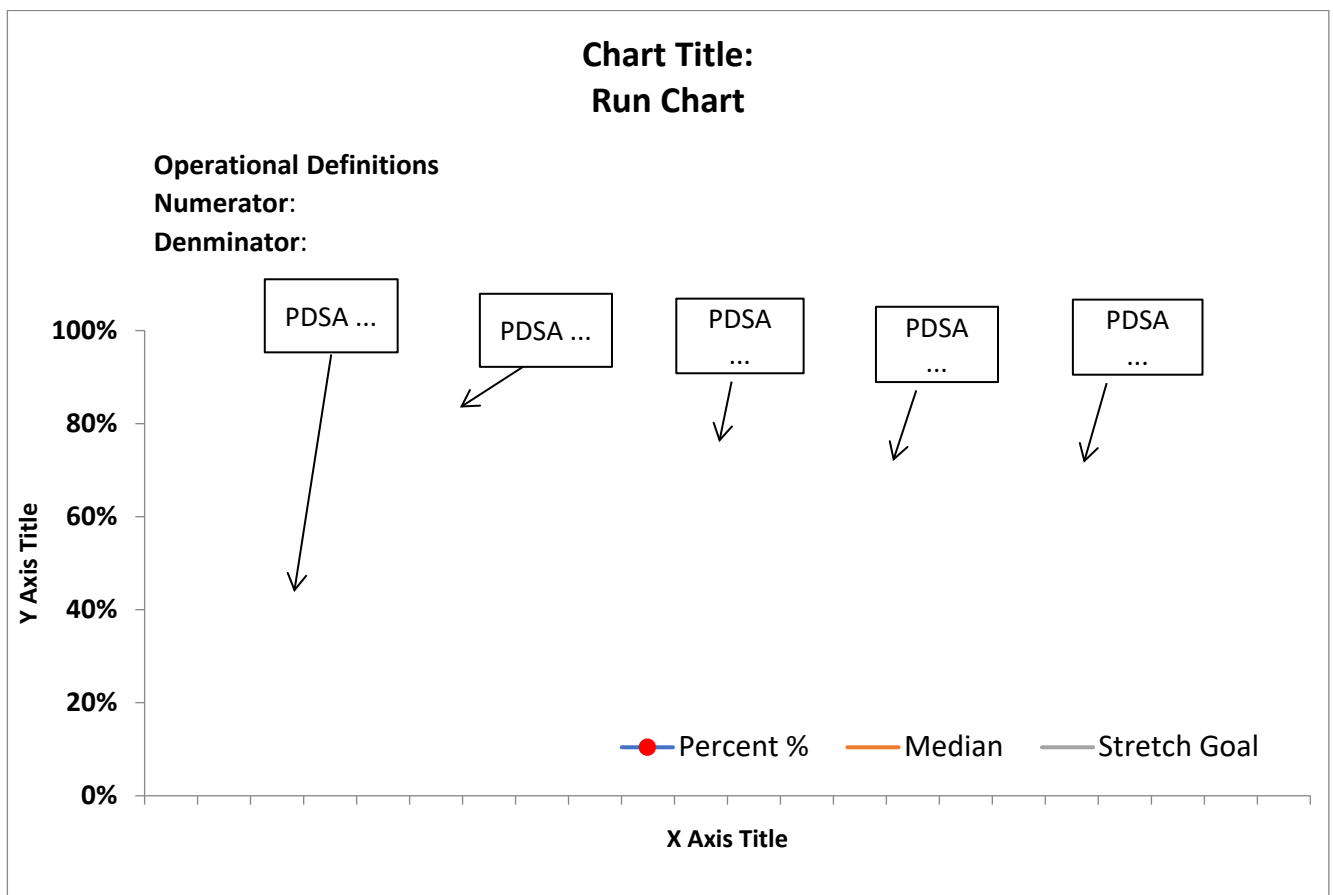 Chart Title:
Run Chart
Operational Definitions
Numerator:
Denminator:
PDSA ...
PDSA ...
PDSA
...
PDSA
...
PDSA
...
100%
80%
60%
40%
20%
0%
Y Axis Title
Percent %
Median
Stretch Goal
X Axis Title